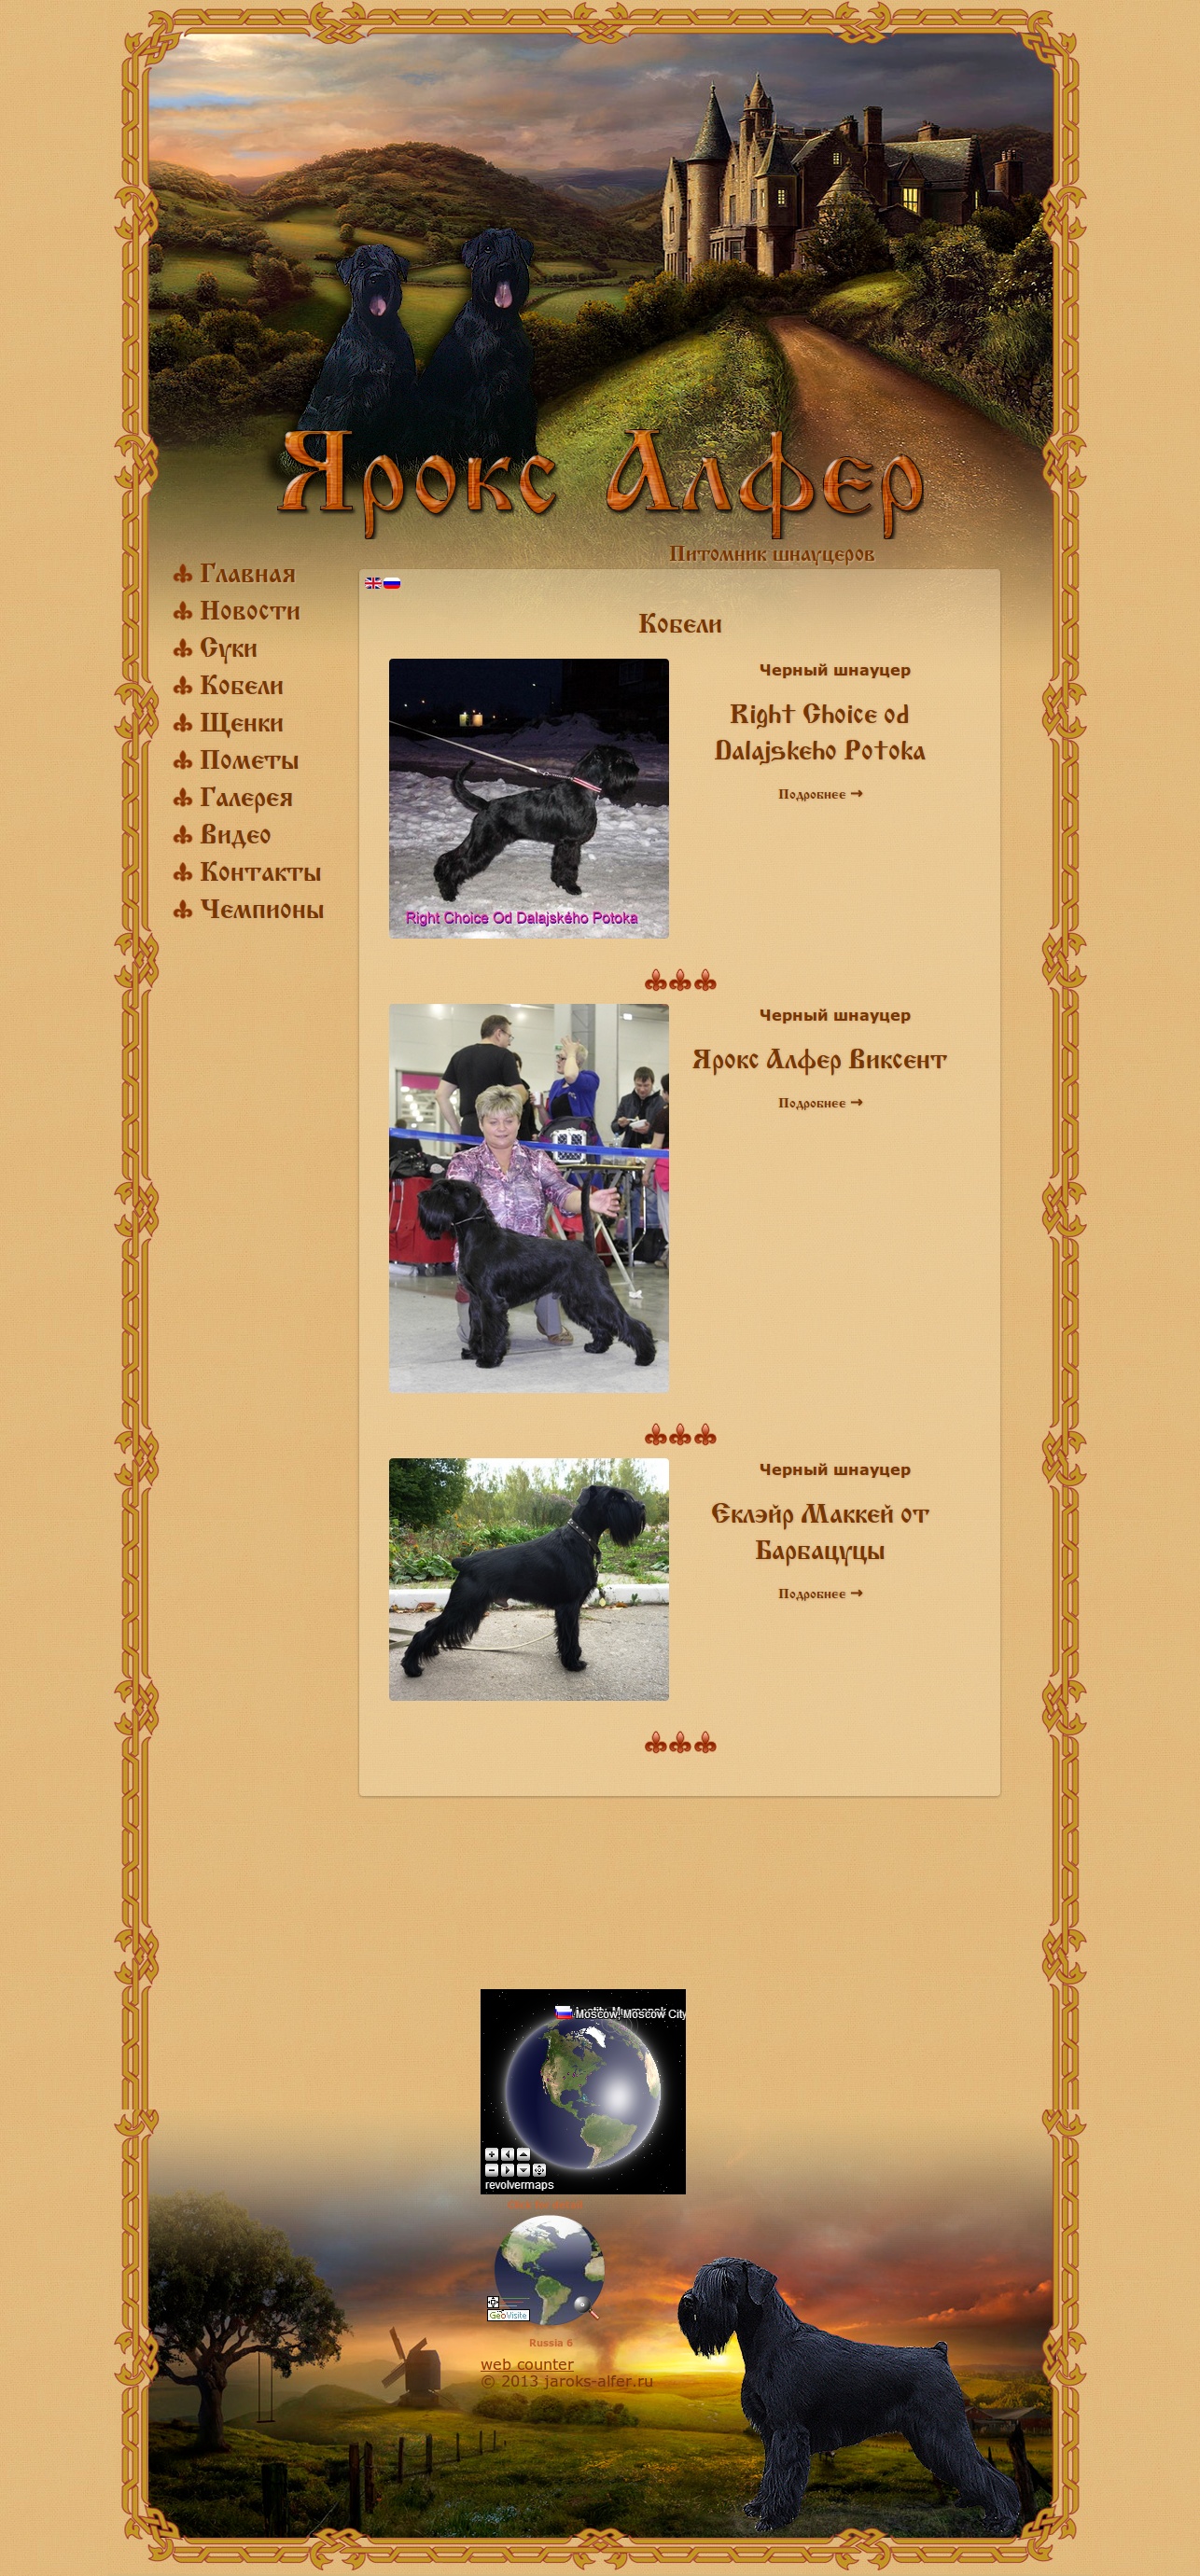 Ярокс Алфер
Питомник шнауцеров
Главная
Новости
Суки
Кобели
Щенки
Пометы
Галерея
Видео
Контакты
Чемпионы
Кобели
Черный шнауцер
Right Choice od
Dalajskeho Potoka
Подробнее →
Right Choice Od Dalajského Potoka
Черный шнауцер
Ярокс Алфер Виксент
Подробнее →
Черный шнауцер
Еклэйр Маккей от
Барбацуцы
Подробнее →
Moscow, Moscow City
revolvermaps
GeoVisite
Russia 6
web counter
© 2013 jaroks-alfer.ru